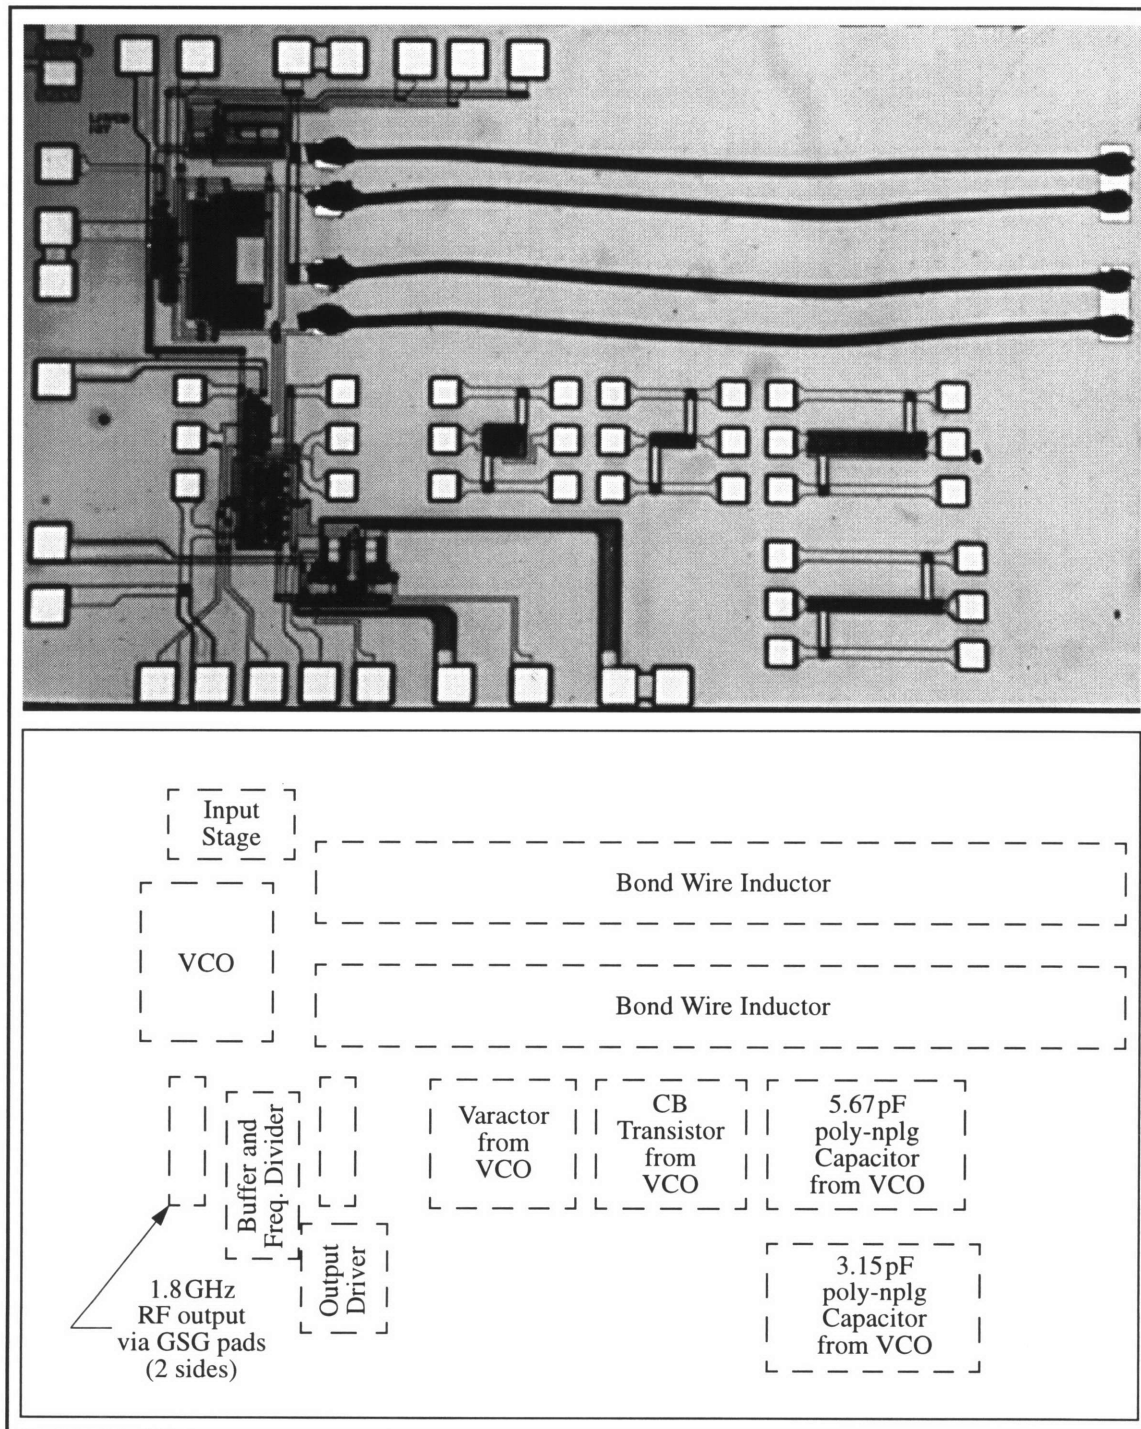 Input
Stage
Bond Wire Inductor
VCO
Bond Wire Inductor
Buffer and
Freq. Divider
Varactor
from
VCO
CB
Transistor
from
VCO
5.67pF
poly-nplg
Capacitor
from VCO
Output
Driver
1.8GHz
RF output
via GSG pads
(2 sides)
3.15pF
poly-nplg
Capacitor
from VCO